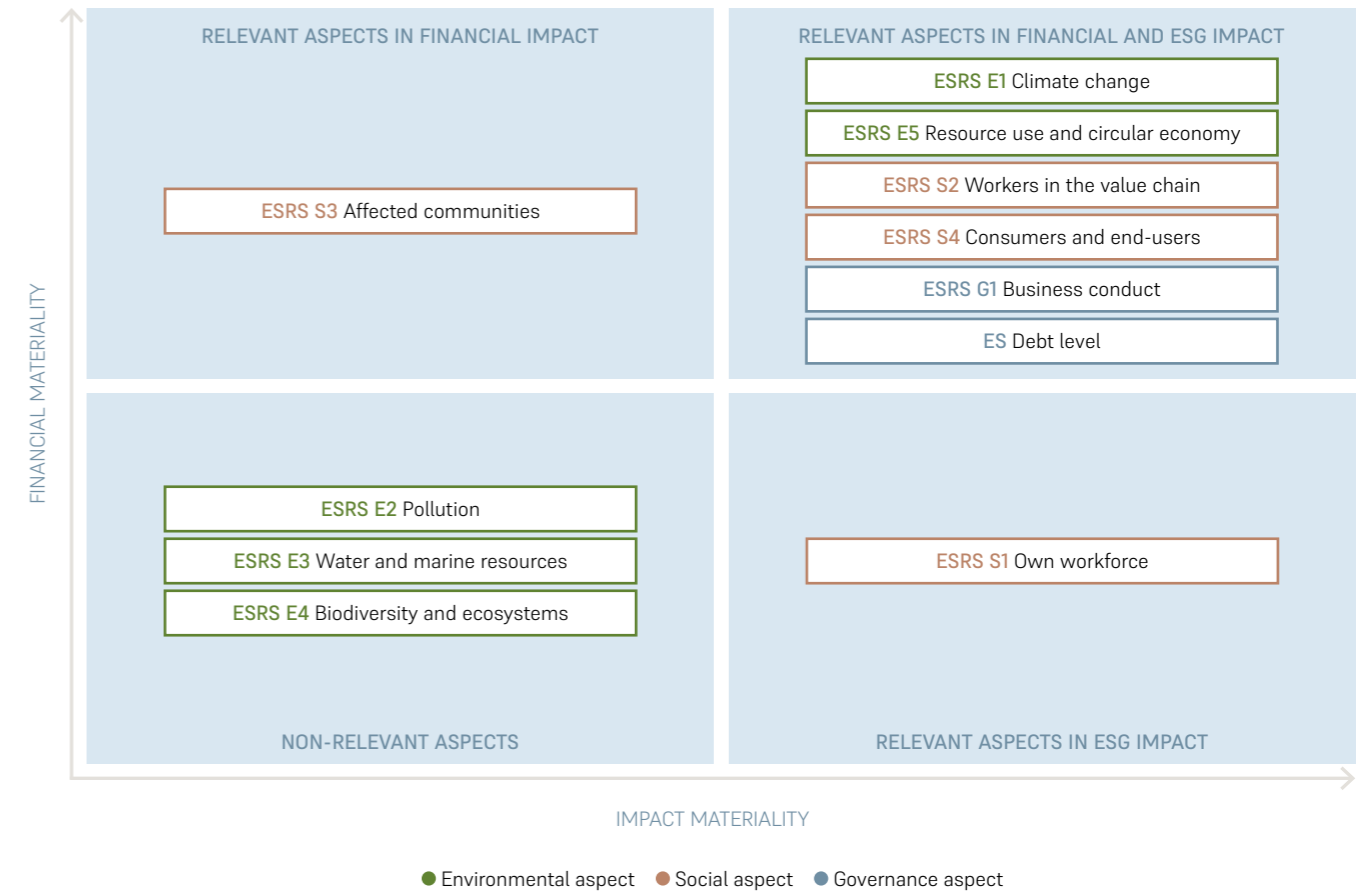 RELEVANT ASPECTS IN FINANCIAL IMPACT
ESRS S3 Affected communities
RELEVANT ASPECTS IN FINANCIAL AND ESG IMPACT
ESRS E1 Climate change
ESRS E5 Resource use and circular economy
ESRS S2 Workers in the value chain
ESRS S4 Consumers and end-users
ESRS G1 Business conduct
ES Debt level
FINANCIAL MATERIALITY
ESRS E2 Pollution
ESRS E3 Water and marine resources
ESRS E4 Biodiversity and ecosystems
NON-RELEVANT ASPECTS
ESRS S1 Own workforce
RELEVANT ASPECTS IN ESG IMPACT
IMPACT MATERIALITY
Environmental aspect Social aspect Governance aspect